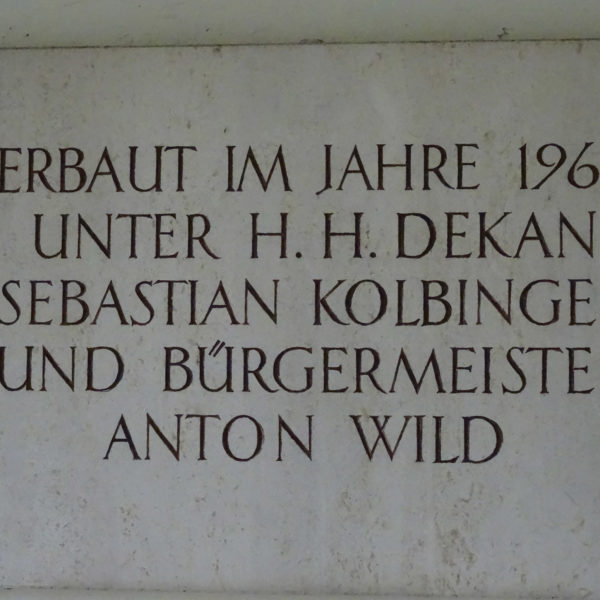 ERBAUT IM JAHRE 196
UNTER H. H. DEKAN
SEBASTIAN KOLBINGE
UND BÜRGERMEISTE
ANTON WILD